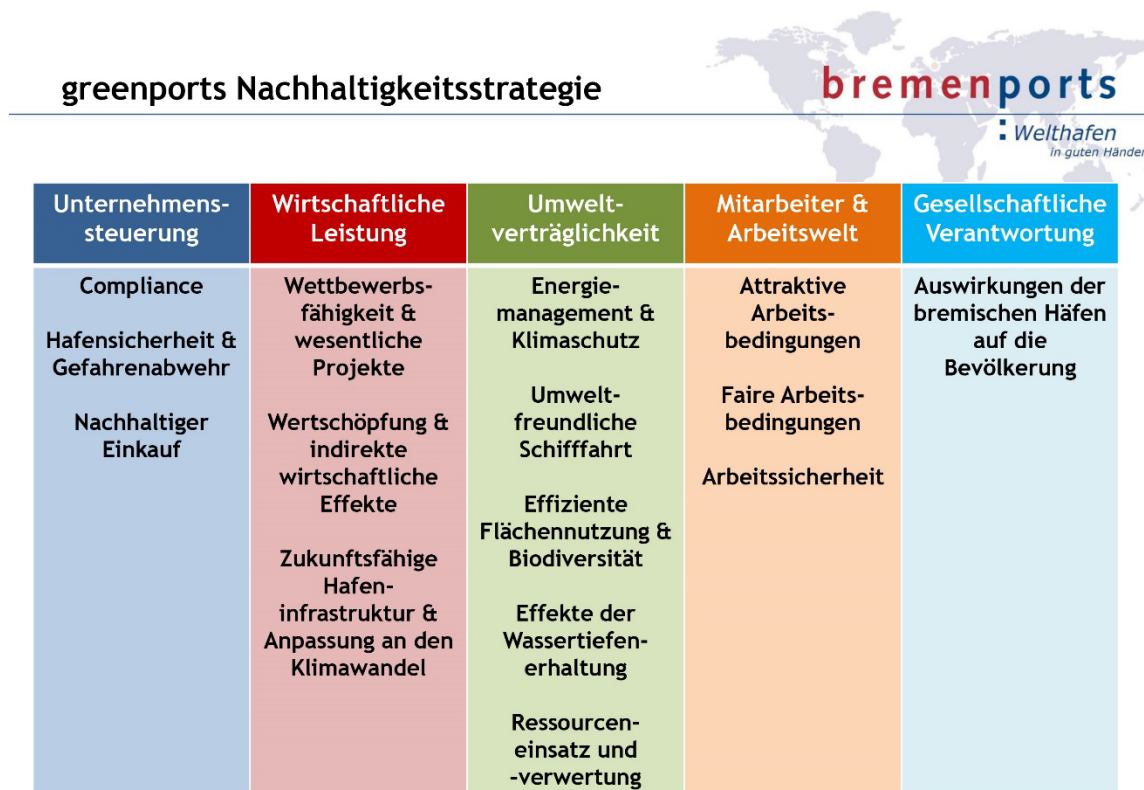 greenports Nachhaltigkeitsstrategie
bremenports
: Welthafen
in guten Händen
Unternehmens-
steuerung
Compliance
Hafensicherheit &
Gefahrenabwehr
Nachhaltiger
Einkauf
Wirtschaftliche
Leistung
Wettbewerbs-
fähigkeit &
wesentliche
Projekte
Wertschöpfung &
indirekte
wirtschaftliche
Effekte
Zukunftsfähige
Hafen-
infrastruktur &
Anpassung an den
Klimawandel
Umwelt-
verträglichkeit
Energie-
management &
Klimaschutz
Umwelt-
freundliche
Schifffahrt
Effiziente
Flächennutzung &
Biodiversität
Effekte der
Wassertiefen-
erhaltung
Ressourcen-
einsatz und
-verwertung
Mitarbeiter &
Arbeitswelt
Attraktive
Arbeits-
bedingungen
Faire Arbeits-
bedingungen
Arbeitssicherheit
Gesellschaftliche
Verantwortung
Auswirkungen der
bremischen Häfen
auf die
Bevölkerung